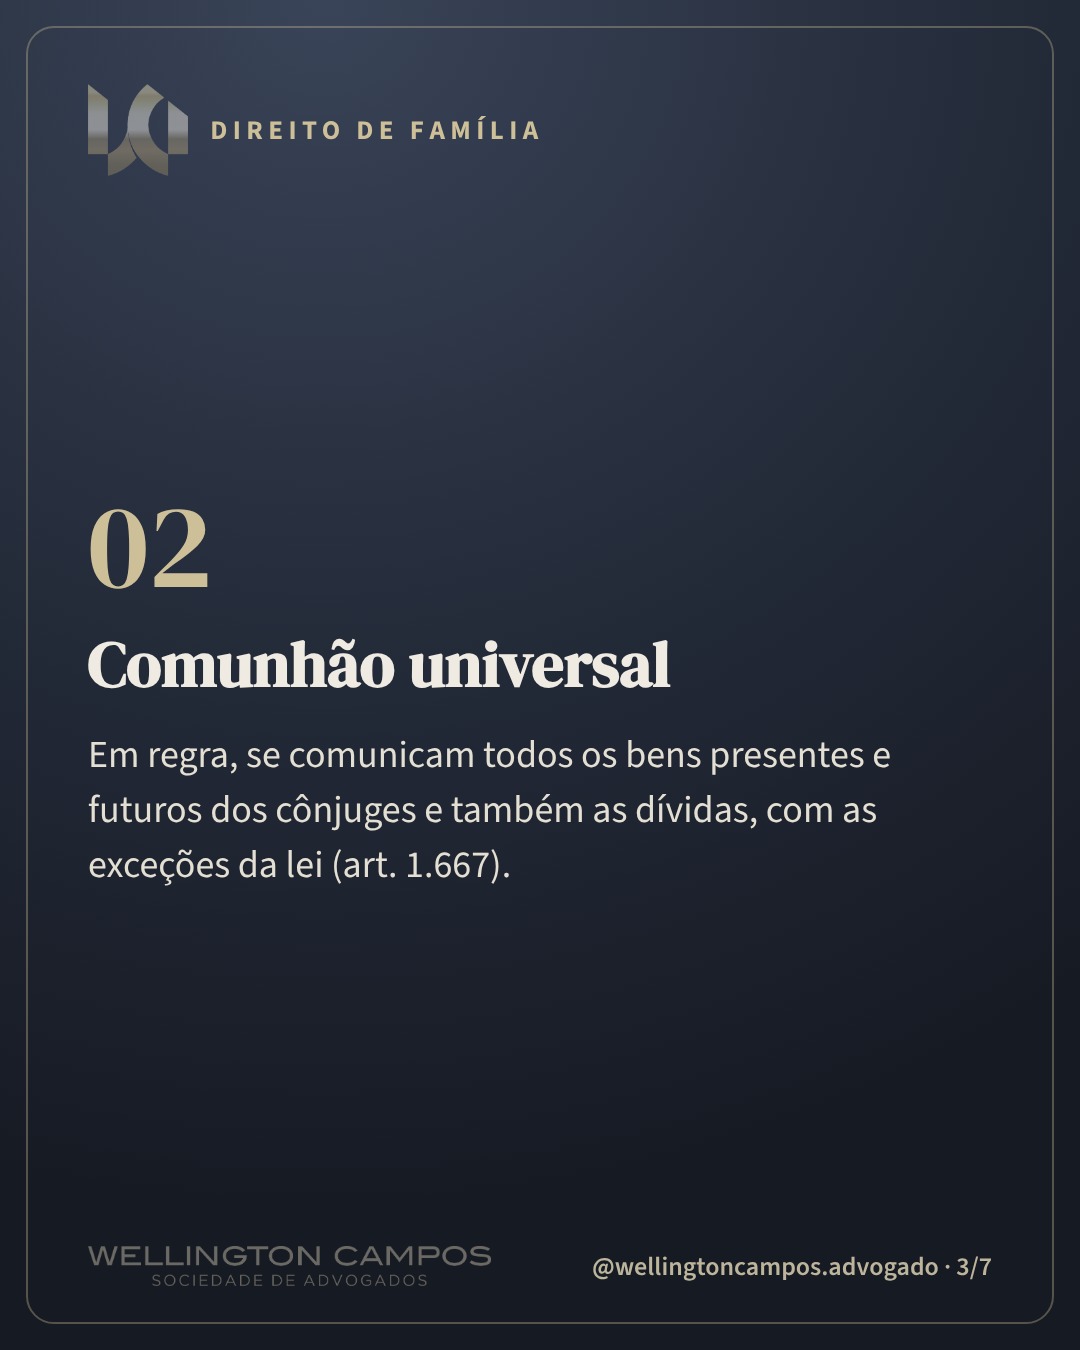 DIREITO DE FAMÍLIA
02
Comunhão universal
Em regra, se comunicam todos os bens presentes e
futuros dos cônjuges e também as dívidas, com as
exceções da lei (art. 1.667).
WELLINGTON CAMPOS
SOCIEDADE DE ADVOGADOS
@wellingtoncampos.advogado · 3/7